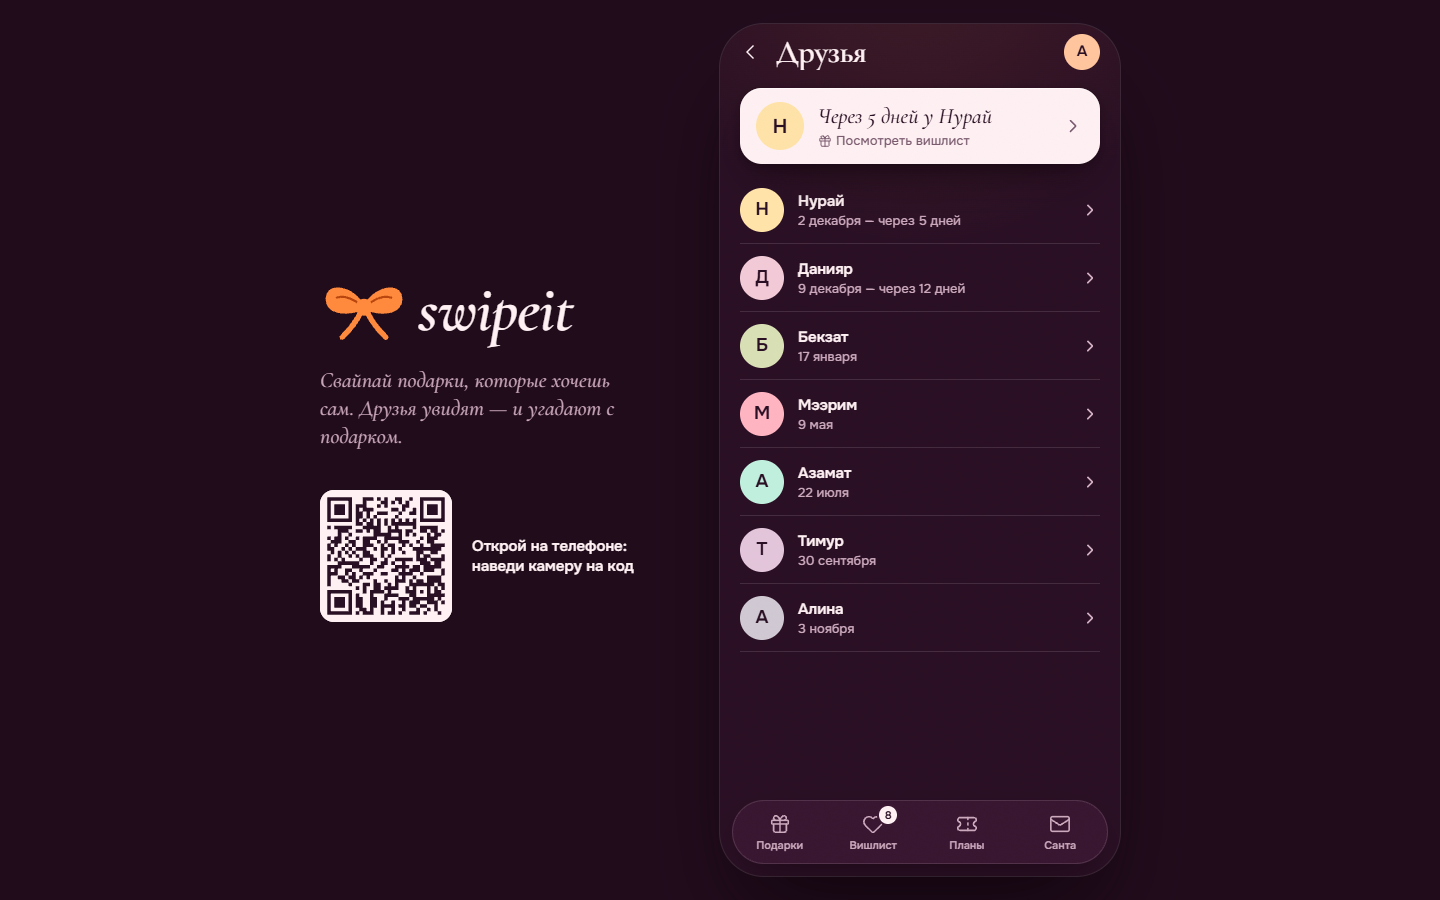 swipeit
Свайпай подарки, которые хочешь
сам. Друзья увидят — и угадают с
подарком.
Открой на телефоне:
наведи камеру на код
Друзья
А
Н
Через 5 дней у Нурай
Посмотреть вишлист
Н
Нурай
2 декабря — через 5 дней
Д
Данияр
9 декабря — через 12 дней
Б
Бекзат
17 января
М
Мээрим
9 мая
А
Азамат
22 июля
Т
Тимур
30 сентября
А
Алина
3 ноября
8
Подарки
Вишлист
Планы
Санта